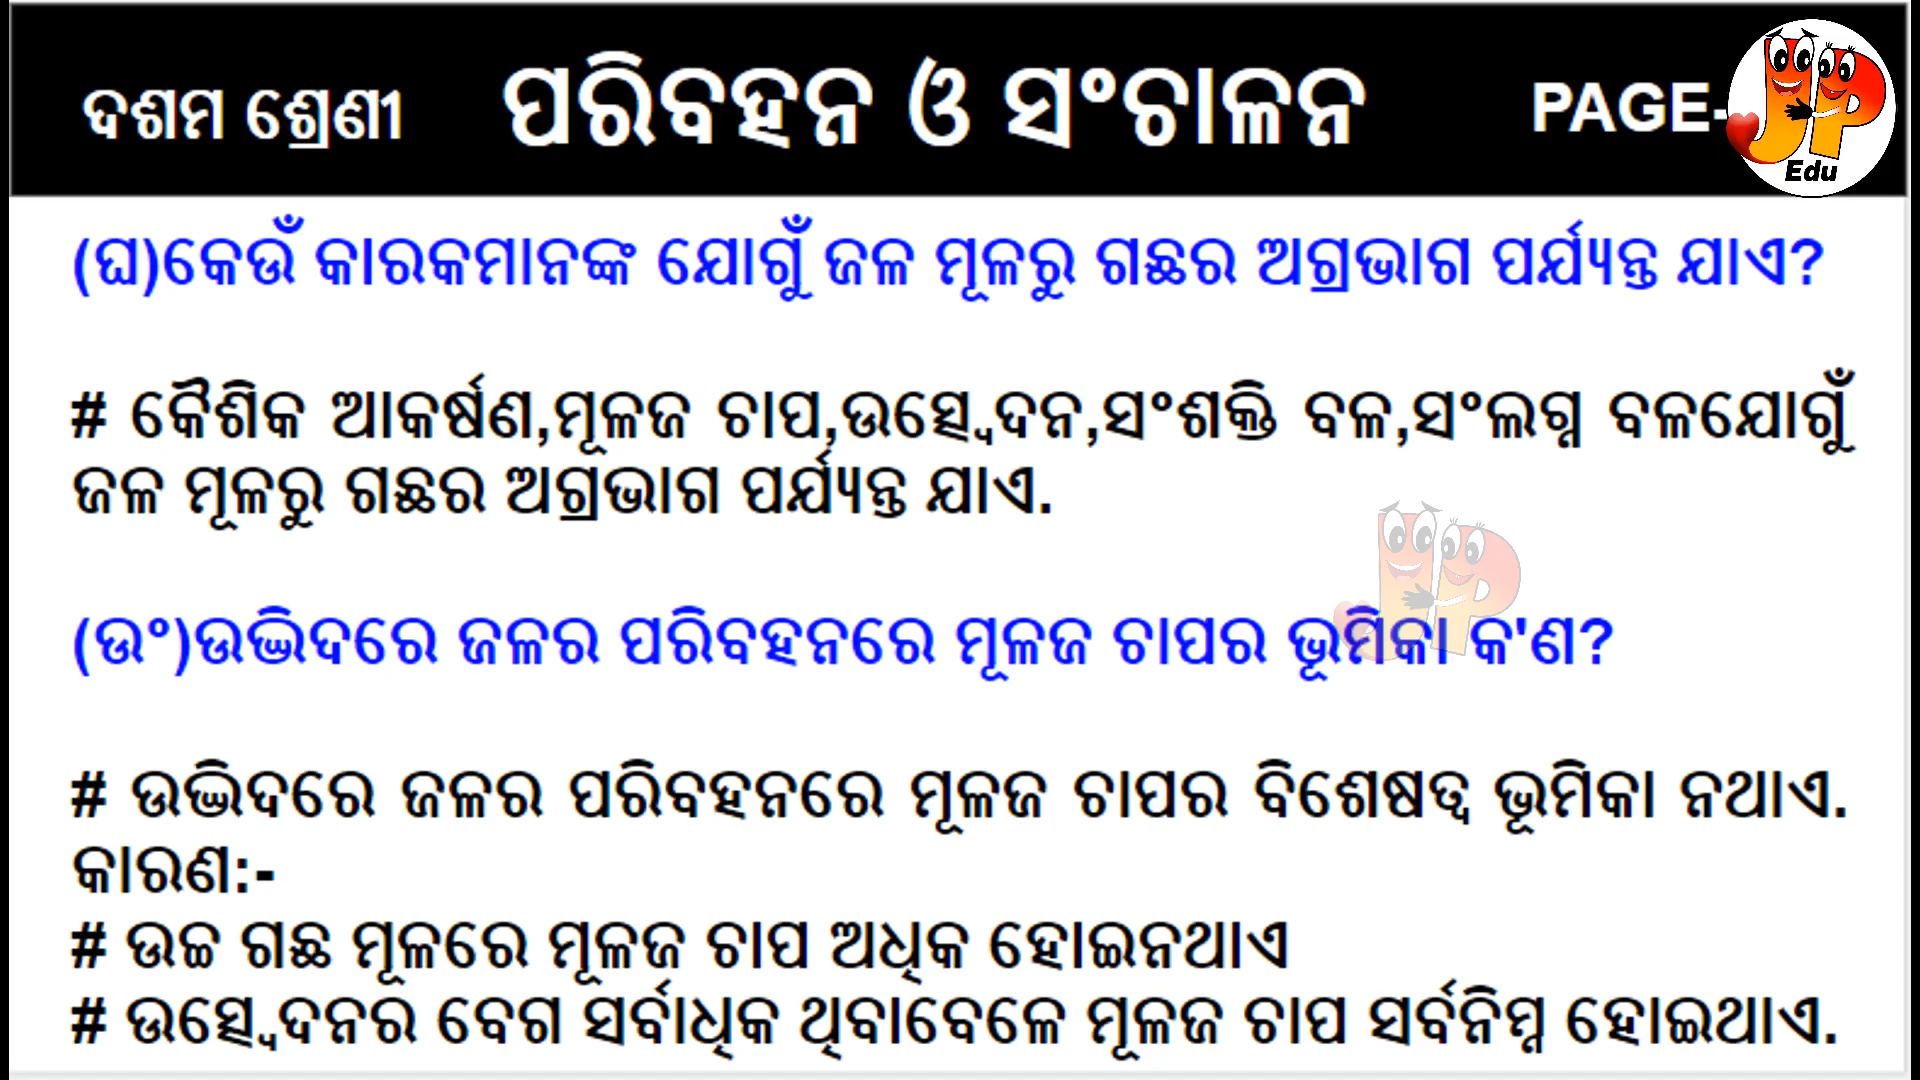 ଦଶମ ଶ୍ରେଣୀ ପରିବହନ ଓ ସଂଚାଳନ PAGE-
JP
Edu
(ଘ)କେଉଁ କାରକମାନଙ୍କ ଯୋଗୁଁ ଜଳ ମୂଳରୁ ଗଛର ଅଗ୍ରଭାଗ ପର୍ଯ୍ୟନ୍ତ ଯାଏ?
# କୈଶିକ ଆକର୍ଷଣ,ମୂଳଜ ଚାପ,ଉତ୍ସ୍ୱେଦନ,ସଂଶକ୍ତି ବଳ,ସଂଲଗ୍ନ ବଳଯୋଗୁଁ
ଜଳ ମୂଳରୁ ଗଛର ଅଗ୍ରଭାଗ ପର୍ଯ୍ୟନ୍ତ ଯାଏ.
JP
(ଉଂ)ଉଦ୍ଭିଦରେ ଜଳର ପରିବହନରେ ମୂଳଜ ଚାପର ଭୂମିକା କ'ଣ?
# ଉଦ୍ଭିଦରେ ଜଳର ପରିବହନରେ ମୂଳଜ ଚାପର ବିଶେଷତ୍ୱ ଭୂମିକା ନଥାଏ.
କାରଣ:-
# ଉଚ୍ଚ ଗଛ ମୂଳରେ ମୂଳଜ ଚାପ ଅଧିକ ହୋଇନଥାଏ
# ଉତ୍ସ୍ୱେଦନର ବେଗ ସର୍ବାଧିକ ଥିବାବେଳେ ମୂଳଜ ଚାପ ସର୍ବନିମ୍ନ ହୋଇଥାଏ.